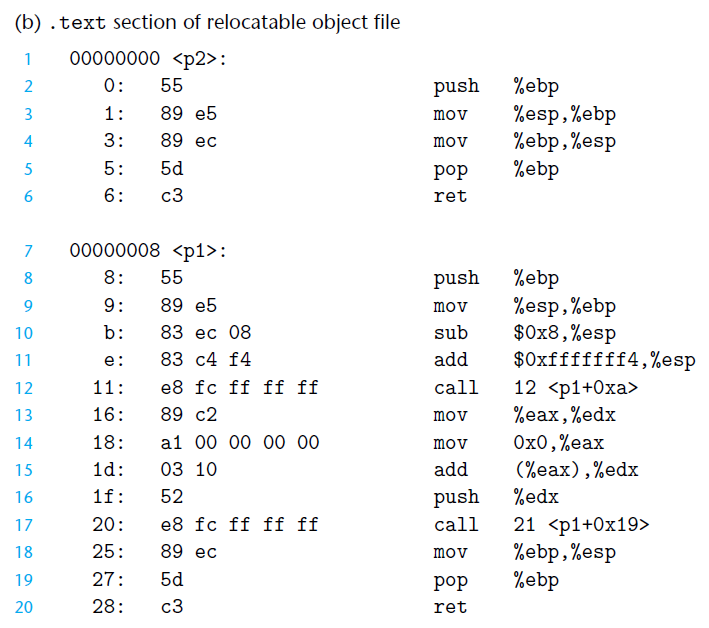 (b) .text section of relocatable object file
1 00000000 <p2>:
2 0: 55 push %ebp
3 1: 89 e5 mov %esp,%ebp
4 3: 89 ec mov %ebp,%esp
5 5: 5d pop %ebp
6 6: c3 ret
7 00000008 <p1>:
8 8: 55 push %ebp
9 9: 89 e5 mov %esp,%ebp
10 b: 83 ec 08 sub $0x8,%esp
11 e: 83 c4 f4 add $0xfffffff4,%esp
12 11: e8 fc ff ff ff call 12 <p1+0xa>
13 16: 89 c2 mov %eax,%edx
14 18: a1 00 00 00 00 mov 0x0,%eax
15 1d: 03 10 add (%eax),%edx
16 1f: 52 push %edx
17 20: e8 fc ff ff ff call 21 <p1+0x19>
18 25: 89 ec mov %ebp,%esp
19 27: 5d pop %ebp
20 28: c3 ret